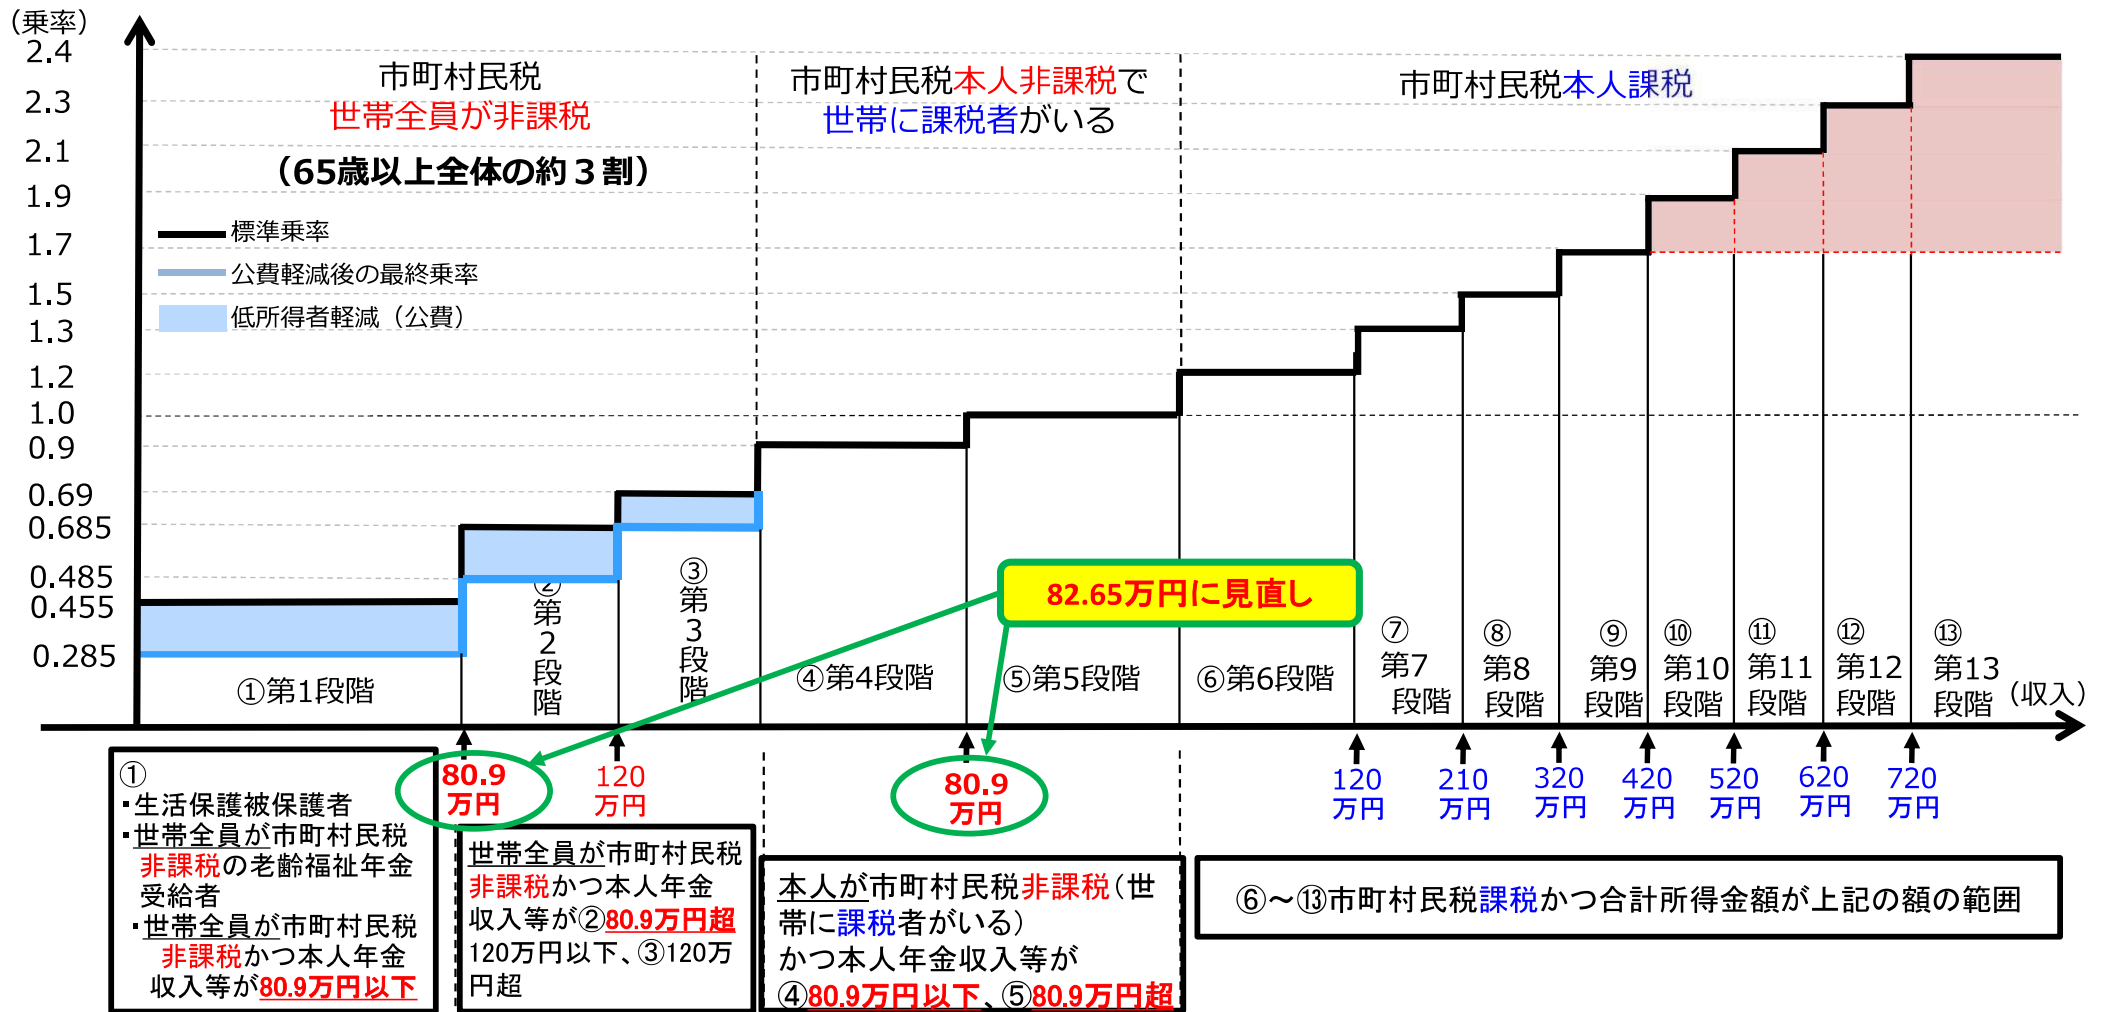 （乗率）
2.4
2.3
2.1
1.9
1.7
1.5
1.3
1.2
1.0
0.9
0.69
0.685
0.485
0.455
0.285
市町村民税
世帯全員が非課税
（65歳以上全体の約３割）
市町村民税本人非課税で
世帯に課税者がいる
市町村民税本人課税
標準乗率
公費軽減後の最終乗率
低所得者軽減（公費）
82.65万円に見直し
①第1段階
②第2段階
③第3段階
④第4段階
⑤第5段階
⑥第6段階
⑦
第7
段階
⑧
第8
段階
⑨
第9
段階
⑩
第10
段階
⑪
第11
段階
⑫
第12
段階
⑬
第13
段階
（収入）
80.9
万円
120
万円
80.9
万円
120
万円
210
万円
320
万円
420
万円
520
万円
620
万円
720
万円
①
・生活保護被保護者
・世帯全員が市町村民税
非課税の老齢福祉年金
受給者
・世帯全員が市町村民税
非課税かつ本人年金
収入等が80.9万円以下
世帯全員が市町村民税
非課税かつ本人年金
収入等が②80.9万円超
120万円以下、③120万
円超
本人が市町村民税非課税（世
帯に課税者がいる）
かつ本人年金収入等が
④80.9万円以下、⑤80.9万円超
⑥～⑬市町村民税課税かつ合計所得金額が上記の額の範囲